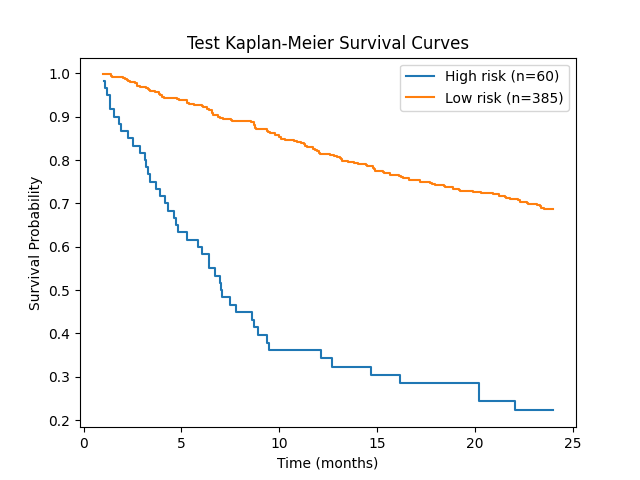 Test Kaplan-Meier Survival Curves
High risk (n=60)
Low risk (n=385)
Survival Probability
1.0
0.9
0.8
0.7
0.6
0.5
0.4
0.3
0.2
0 5 10 15 20 25
Time (months)